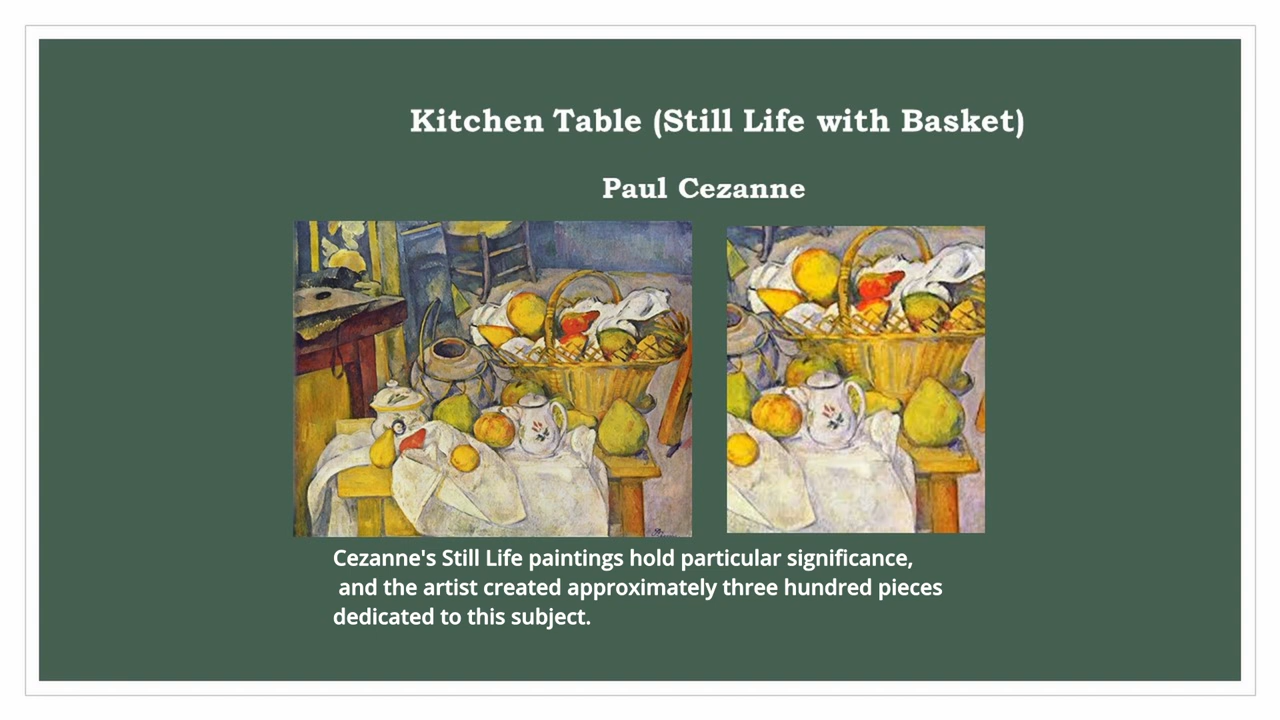 Kitchen Table (Still Life with Basket)
Paul Cezanne
Cezanne's Still Life paintings hold particular significance,
and the artist created approximately three hundred pieces
dedicated to this subject.